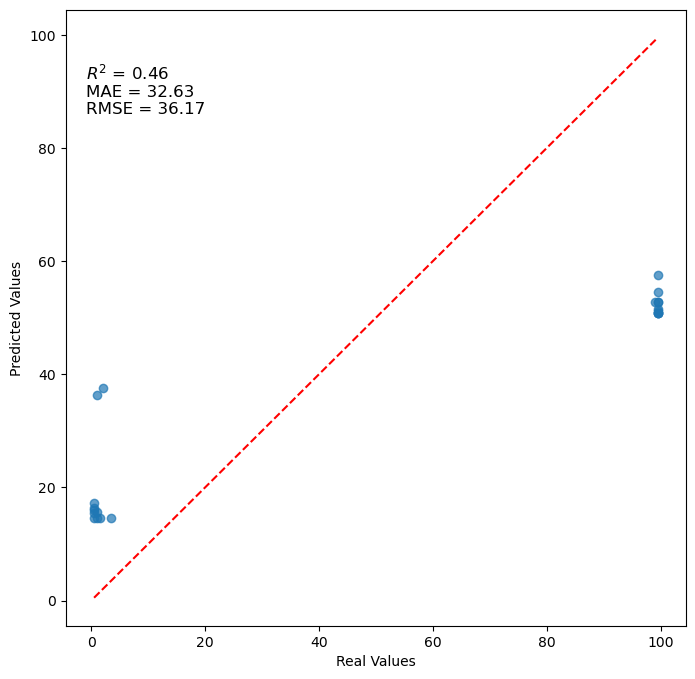 100
80
60
40
20
0
R² = 0.46
MAE = 32.63
RMSE = 36.17
Predicted Values
0 20 40 60 80 100
Real Values